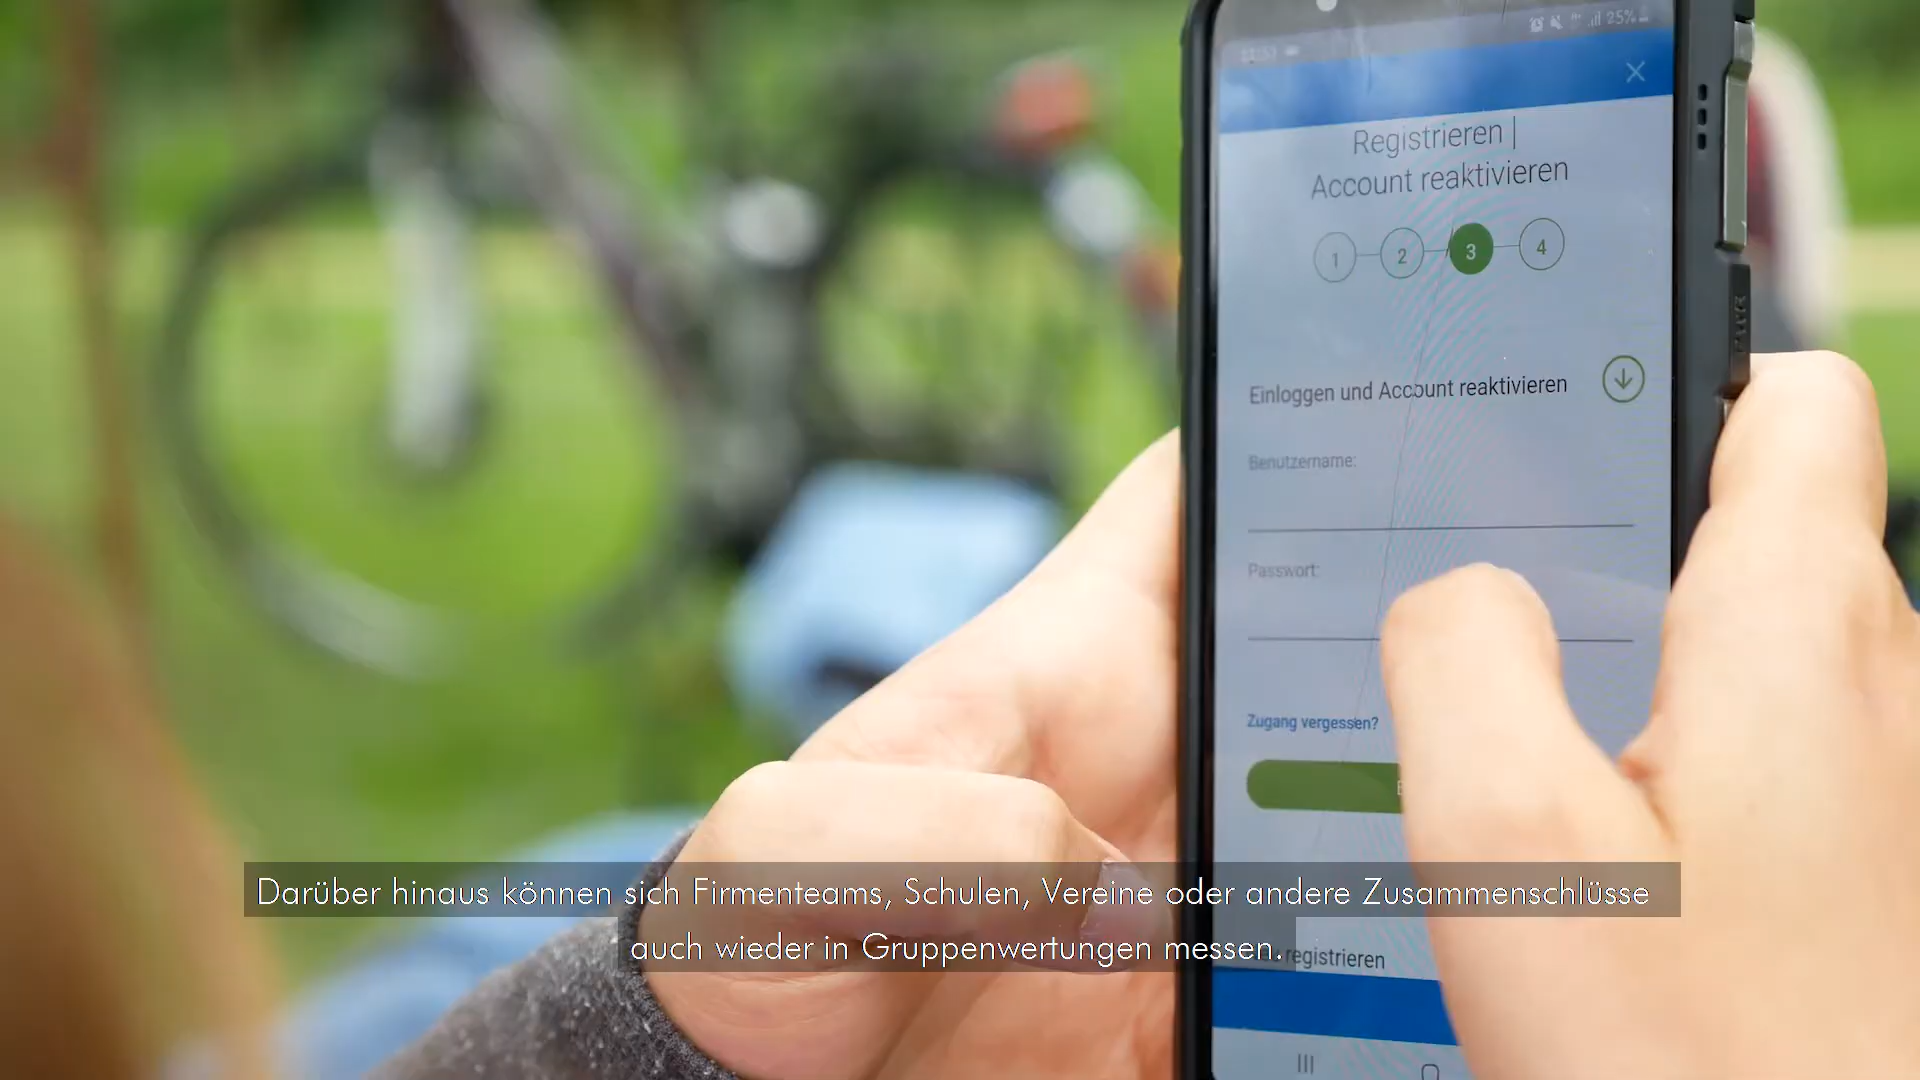 25%
Registrieren |
Account reaktivieren
1 2 3 4
Einloggen und Account reaktivieren
Benutzername:
Passwort:
Zugang vergessen?
Darüber hinaus können sich Firmenteams, Schulen, Vereine oder andere Zusammenschlüsse
auch wieder in Gruppenwertungen messen.
registrieren